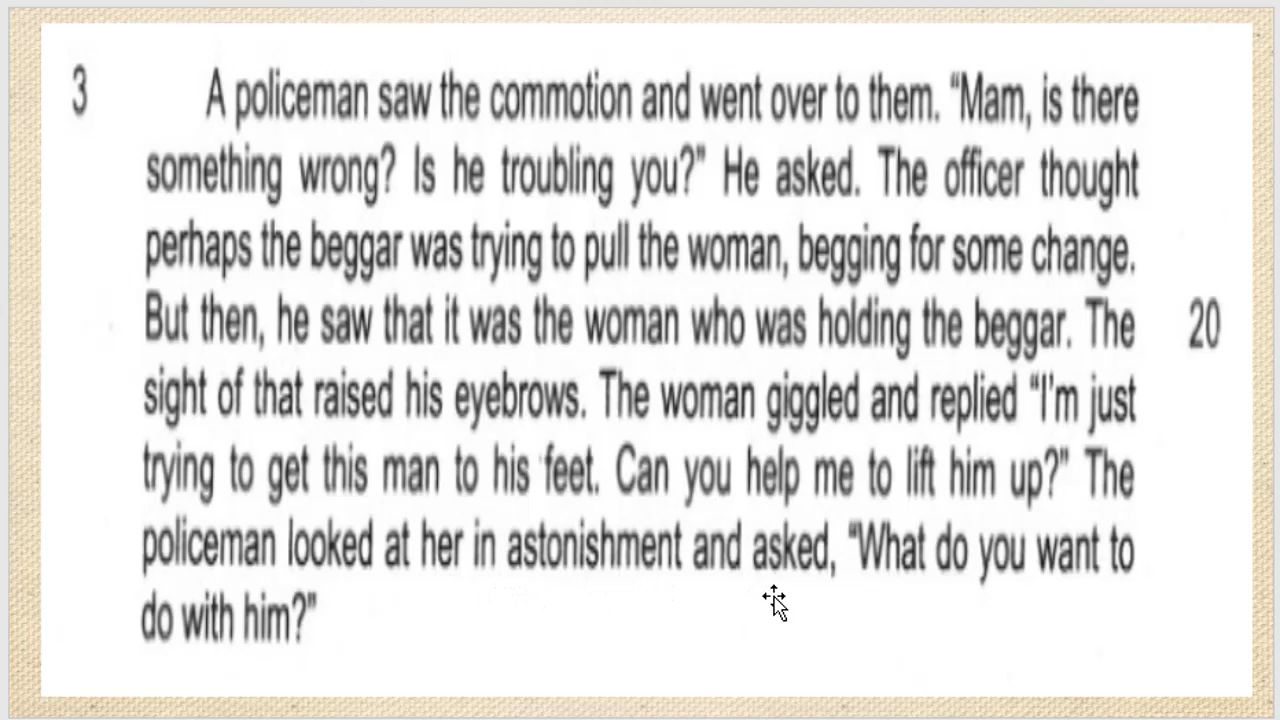 3 A policeman saw the commotion and went over to them. “Mam, is there
something wrong? Is he troubling you?” He asked. The officer thought
perhaps the beggar was trying to pull the woman, begging for some change.
But then, he saw that it was the woman who was holding the beggar. The 20
sight of that raised his eyebrows. The woman giggled and replied “I’m just
trying to get this man to his feet. Can you help me to lift him up?” The
policeman looked at her in astonishment and asked, “What do you want to
do with him?”